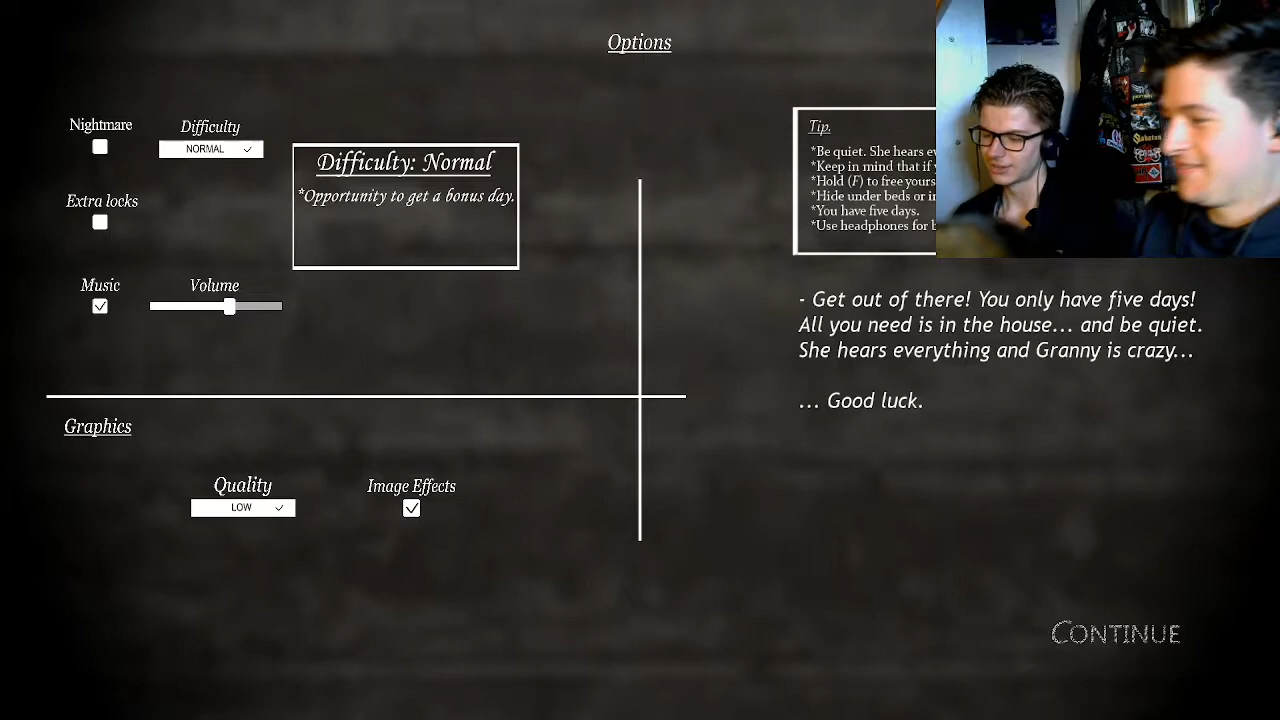 Options
Nightmare
Difficulty
NORMAL
Extra locks
Music
Volume
Difficulty: Normal
*Opportunity to get a bonus day.
Graphics
Quality
LOW
Image Effects
Tip.
*Be quiet. She hears
*Keep in mind that if
*Hold (F) to free
*Hide under beds or
*You have five days.
*Use headphones for
Sabaton
- Get out of there! You only have five days!
All you need is in the house... and be quiet.
She hears everything and Granny is crazy...
... Good luck.
CONTINUE